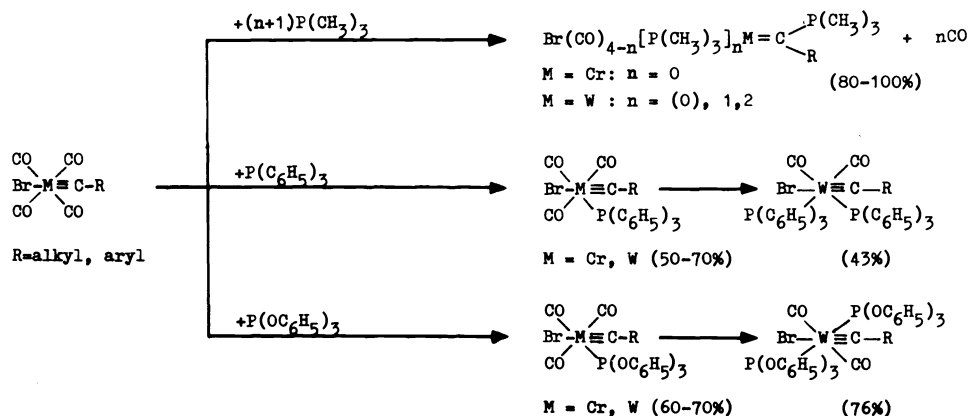 +(n+1)P(CH₃)₃
Br(CO)₄₋ₙ[P(CH₃)₃]ₙM=C P(CH₃)₃ R + nCO
M = Cr: n = 0 (80-100%)
M = W : n = (0), 1,2
CO CO
Br-M≡C-R
CO CO
R=alkyl, aryl
+P(C₆H₅)₃
CO CO
Br-M≡C-R
CO P(C₆H₅)₃
M = Cr, W (50-70%)
CO CO
Br-W≡C-R
P(C₆H₅)₃ P(C₆H₅)₃
(43%)
+P(OC₆H₅)₃
CO CO
Br-M≡C-R
CO P(OC₆H₅)₃
M = Cr, W (60-70%)
CO P(OC₆H₅)₃
Br-W≡C-R
P(OC₆H₅)₃ CO
(76%)